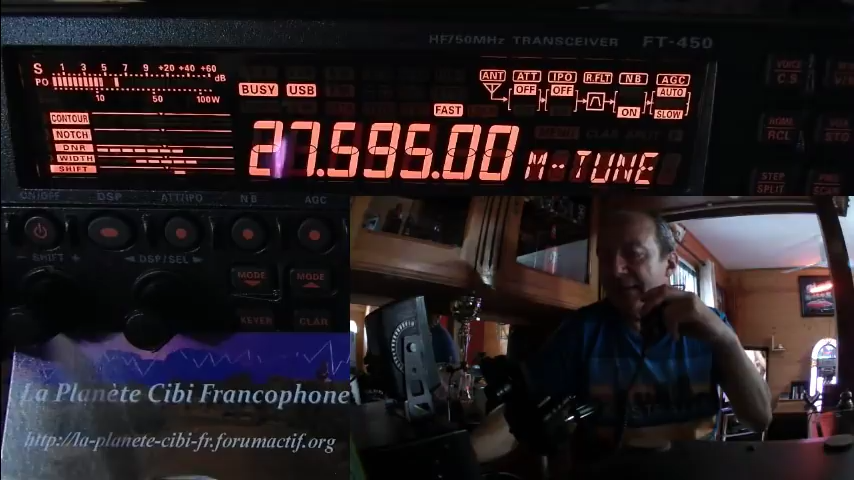 HF/50MHz TRANSCEIVER FT-450
S 1 3 5 7 9 +20 +40 +60
PO dB
10 50 100W
BUSY USB
FAST
ANT ATT IPO R.FLT NB AGC
OFF OFF AUTO
ON SLOW
CONTOUR
NOTCH
DNR
WIDTH
SHIFT
27.595.00 M-TUNE
VOICE
C.S
HOME
RCL
STO
STEP
SPLIT
ON/OFF DSP ATT/IPO NB AGC
- SHIFT + ◄DSP/SEL►
MODE MODE
KEYER CLAR
La Planète Cibi Francophone
http://la-planete-cibi-fr.forumactif.org